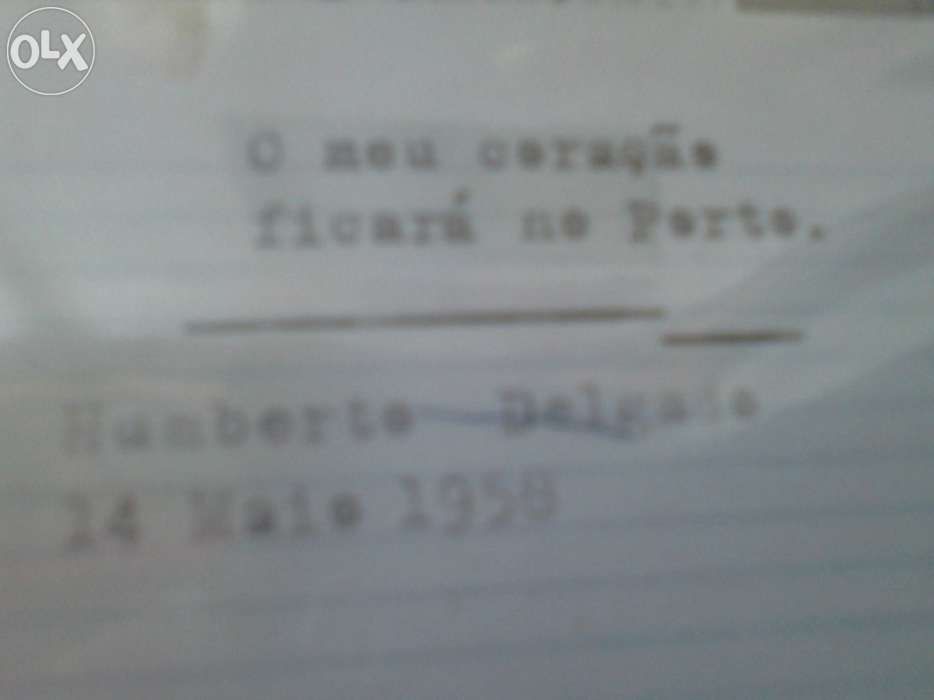 OLX
O meu coração
ficará no Porto.
Humberto Delgado
14 Maio 1958